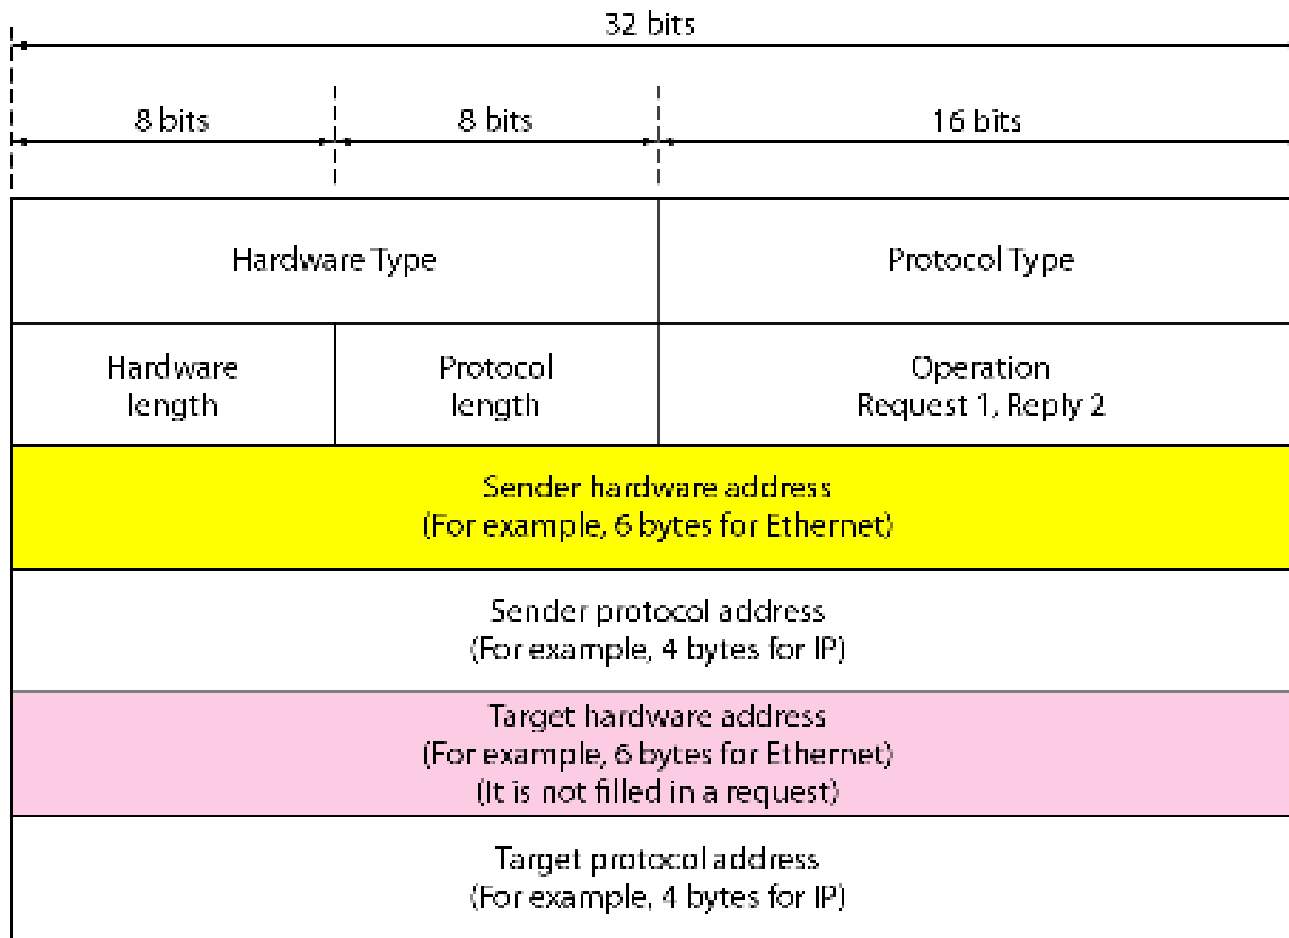 32 bits
8 bits
8 bits
16 bits
Hardware Type
Protocol Type
Hardware
length
Protocol
length
Operation
Request 1, Reply 2
Sender hardware address
(For example, 6 bytes for Ethernet)
Sender protocol address
(For example, 4 bytes for IP)
Target hardware address
(For example, 6 bytes for Ethernet)
(It is not filled in a request)
Target protocol address
(For example, 4 bytes for IP)